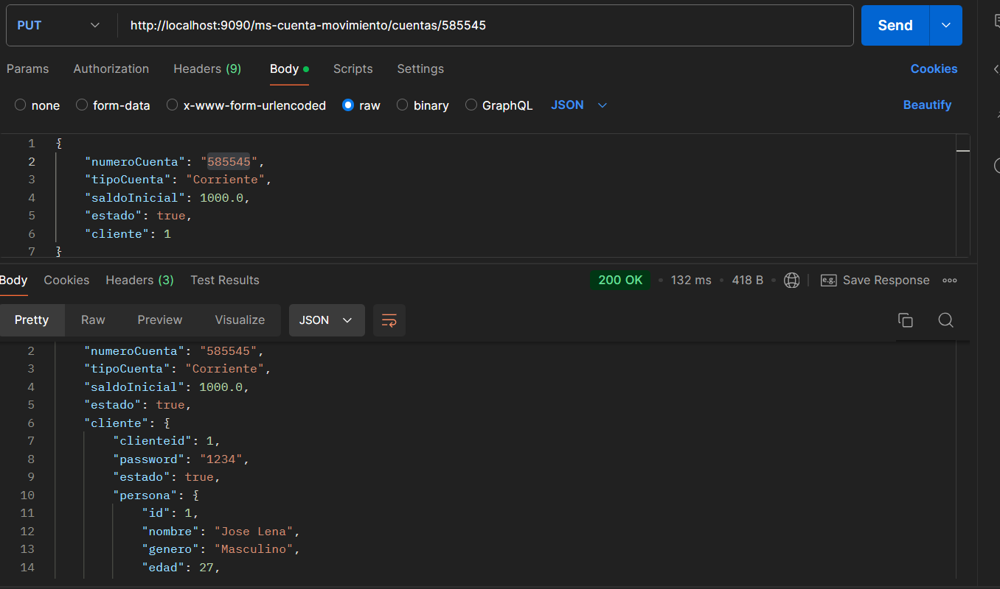 PUT http://localhost:9090/ms-cuenta-movimiento/cuentas/585545 Send
Params Authorization Headers (9) Body Scripts Settings Cookies
none form-data x-www-form-urlencoded raw binary GraphQL JSON Beautify
1 {
2 "numeroCuenta": "585545",
3 "tipoCuenta": "Corriente",
4 "saldoInicial": 1000.0,
5 "estado": true,
6 "cliente": 1
7 }
Body Cookies Headers (3) Test Results 200 OK 132 ms 418 B e.g. Save Response
Pretty Raw Preview Visualize JSON
2 "numeroCuenta": "585545",
3 "tipoCuenta": "Corriente",
4 "saldoInicial": 1000.0,
5 "estado": true,
6 "cliente": {
7 "clienteid": 1,
8 "password": "1234",
9 "estado": true,
10 "persona": {
11 "id": 1,
12 "nombre": "Jose Lena",
13 "genero": "Masculino",
14 "edad": 27,